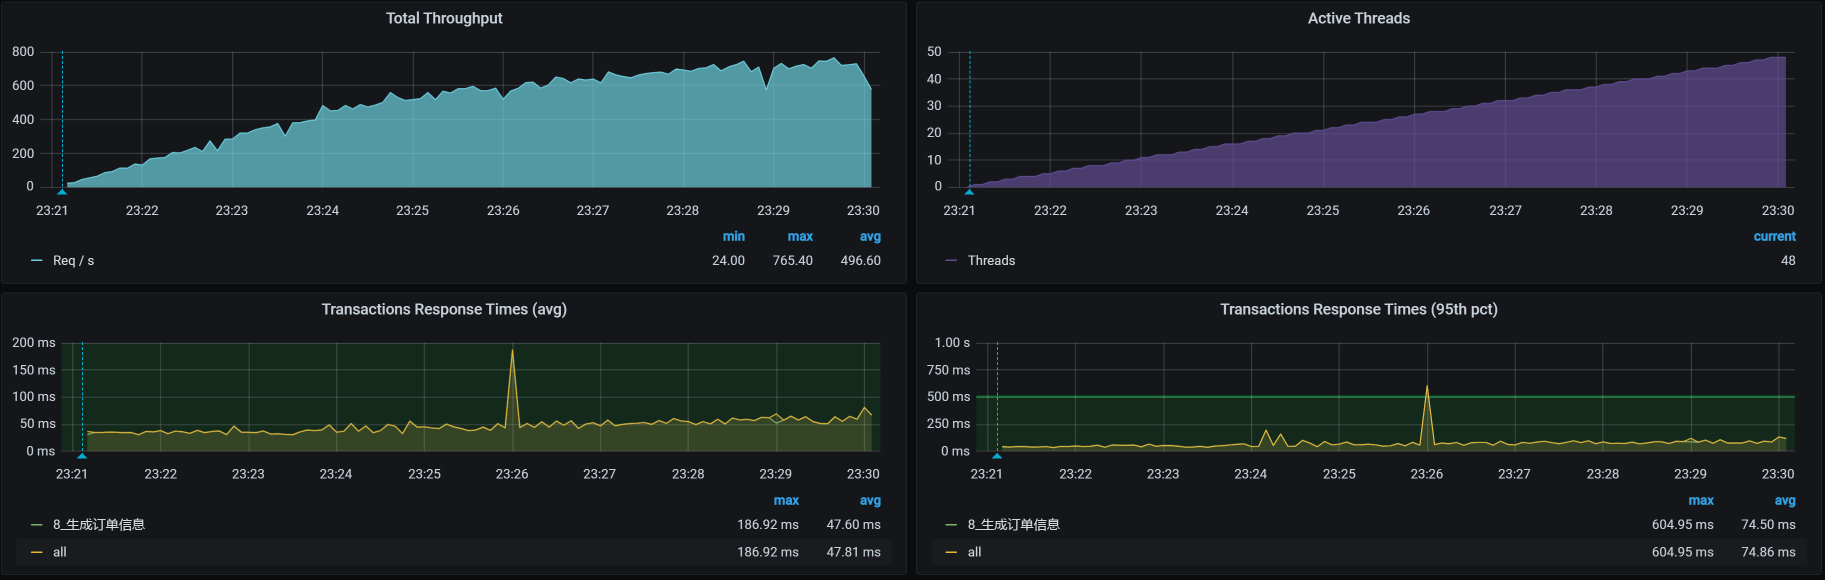 Total Throughput
800
600
400
200
0
23:21 23:22 23:23 23:24 23:25 23:26 23:27 23:28 23:29 23:30
min max avg
Req / s 24.00 765.40 496.60
Active Threads
50
40
30
20
10
0
23:21 23:22 23:23 23:24 23:25 23:26 23:27 23:28 23:29 23:30
current
Threads 48
Transactions Response Times (avg)
200 ms
150 ms
100 ms
50 ms
0 ms
23:21 23:22 23:23 23:24 23:25 23:26 23:27 23:28 23:29 23:30
max avg
8_生成订单信息 186.92 ms 47.60 ms
all 186.92 ms 47.81 ms
Transactions Response Times (95th pct)
1.00 s
750 ms
500 ms
250 ms
0 ms
23:21 23:22 23:23 23:24 23:25 23:26 23:27 23:28 23:29 23:30
max avg
8_生成订单信息 604.95 ms 74.50 ms
all 604.95 ms 74.86 ms